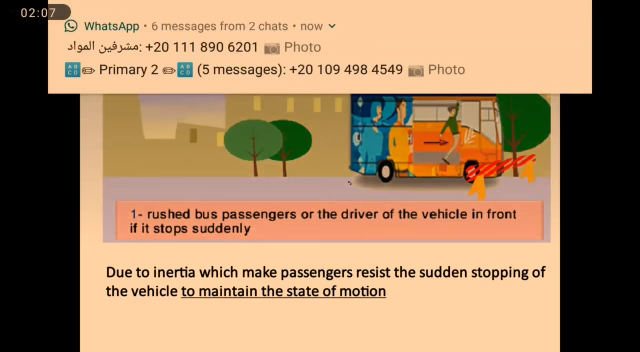 02:07
WhatsApp • 6 messages from 2 chats • now
مشرفين المواد: +20 111 890 6201 📷 Photo
🔠✏ Primary 2 ✏🔠 (5 messages): +20 109 498 4549 📷 Photo
1- rushed bus passengers or the driver of the vehicle in front
if it stops suddenly
Due to inertia which make passengers resist the sudden stopping of
the vehicle to maintain the state of motion